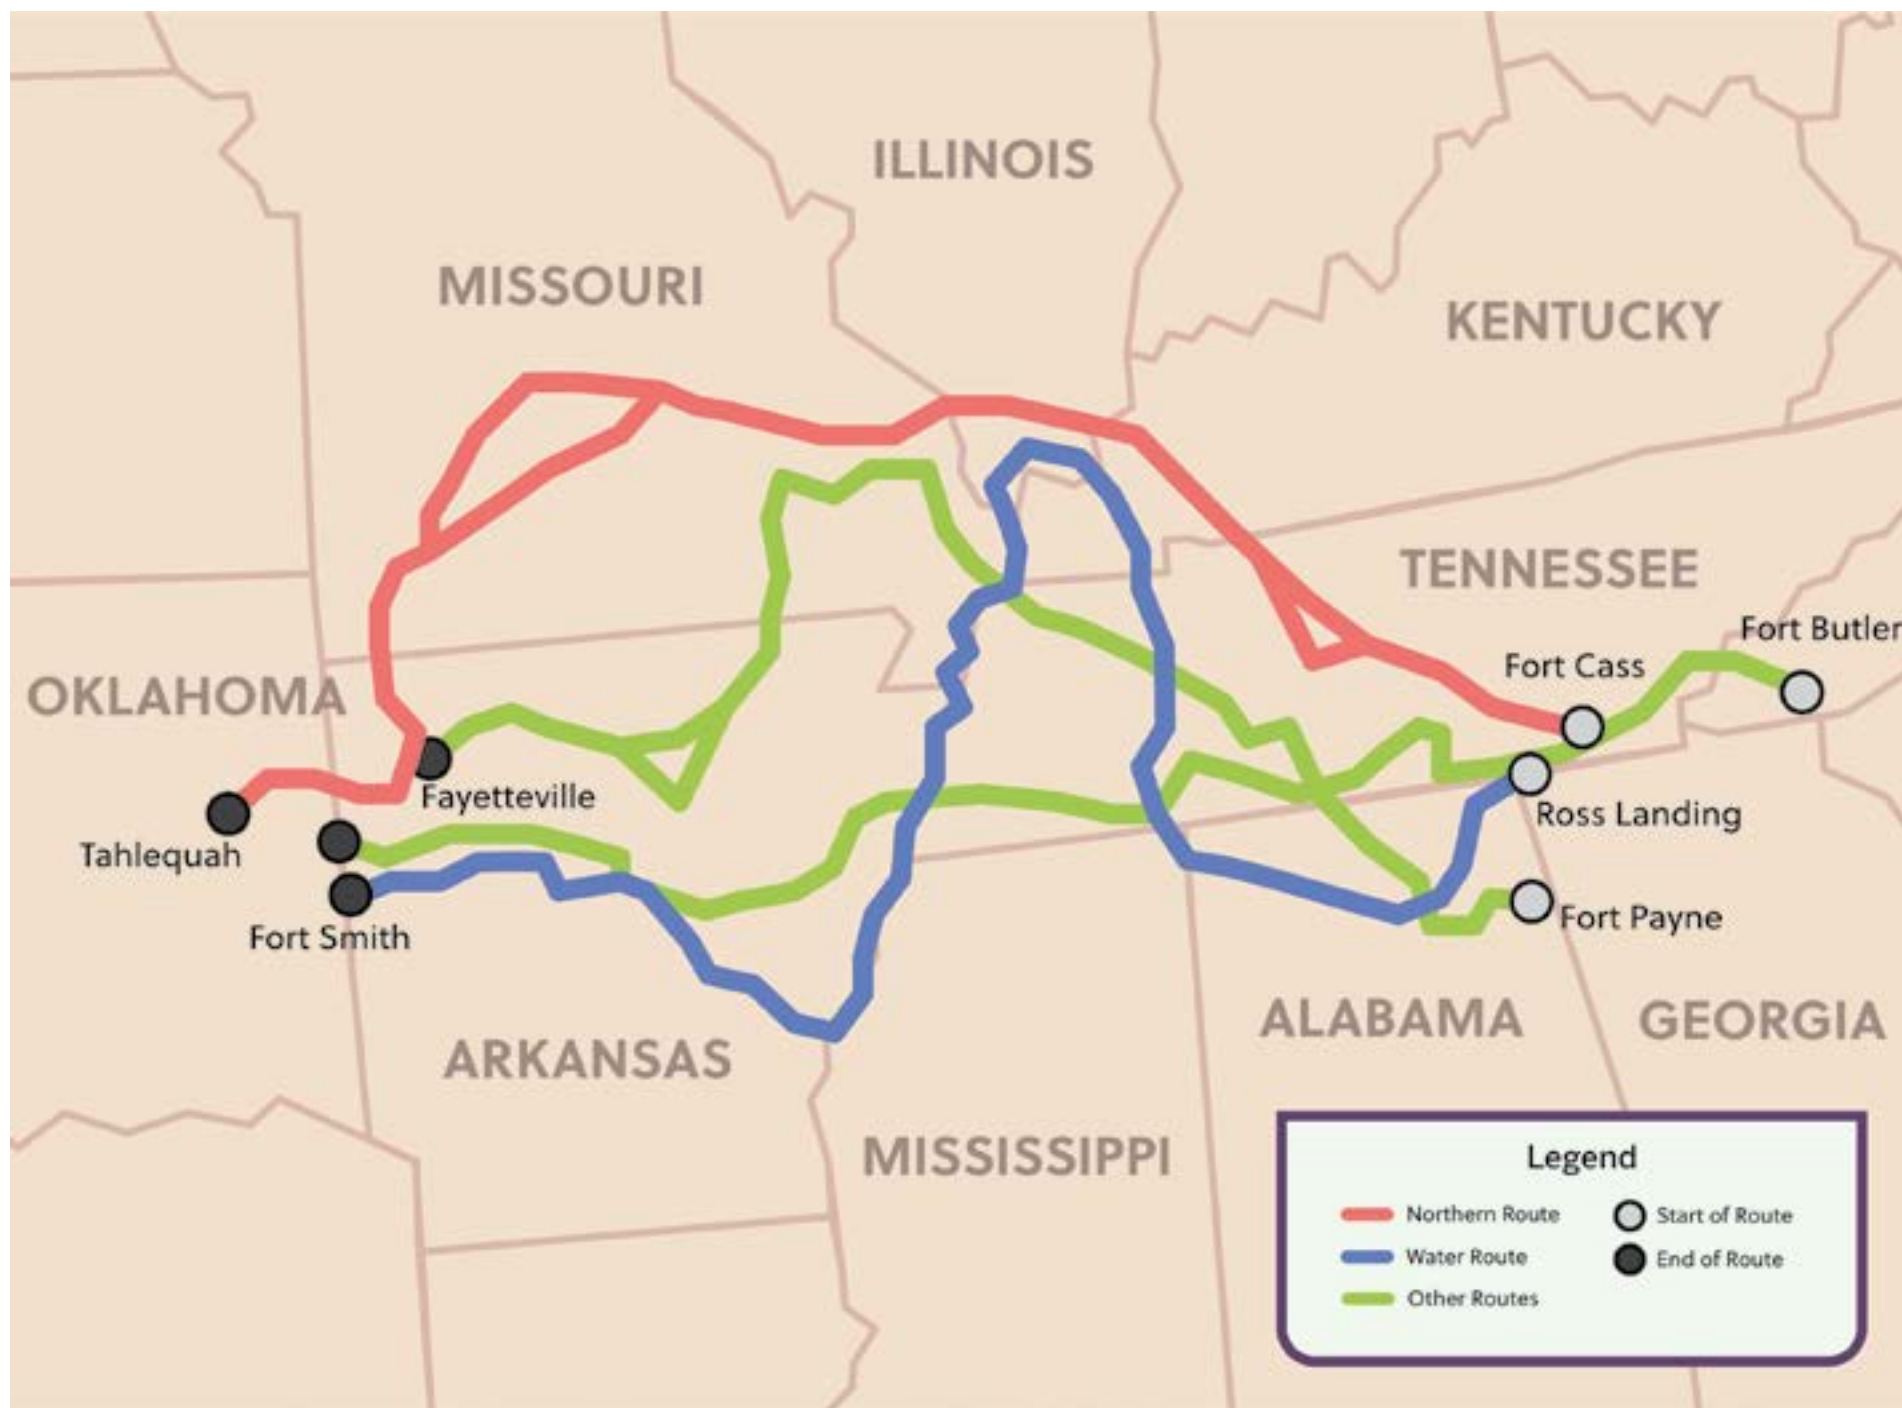 ILLINOIS
MISSOURI
KENTUCKY
TENNESSEE
Fort Butler
Fort Cass
OKLAHOMA
Fayetteville
Ross Landing
Tahlequah
Fort Payne
Fort Smith
ALABAMA
GEORGIA
ARKANSAS
MISSISSIPPI
Legend
Northern Route
Start of Route
Water Route
End of Route
Other Routes